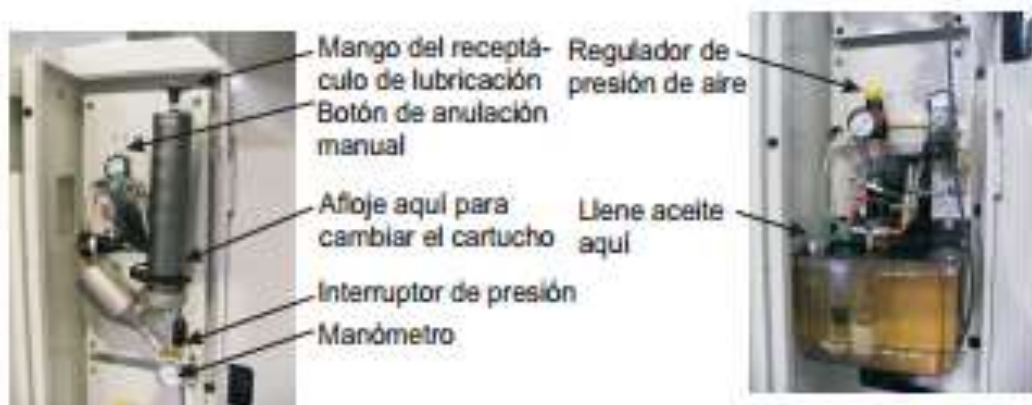 Mango del receptá-
culo de lubricación
Botón de anulación
manual
Afloje aquí para
cambiar el cartucho
Interruptor de presión
Manómetro
Regulador de
presión de aire
Llene aceite
aquí